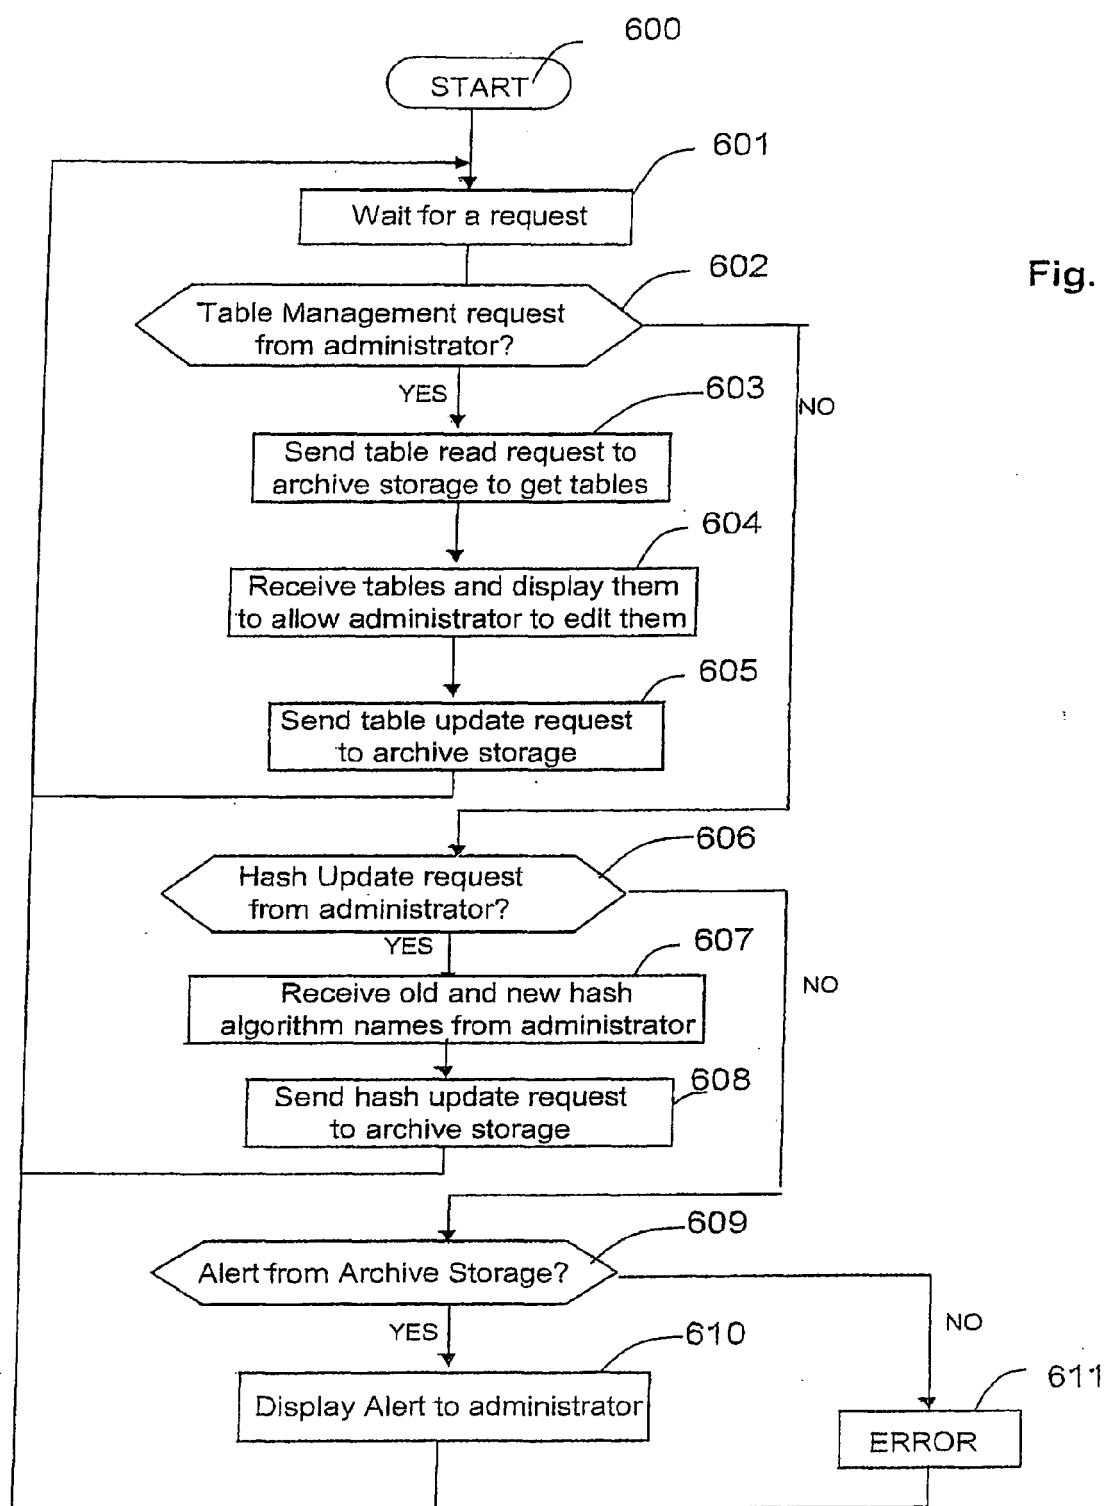 600
START
601
Wait for a request
602
Fig.
Table Management request
from administrator?
YES
603
NO
Send table read request to
archive storage to get tables
604
Receive tables and display them
to allow administrator to edit them
605
Send table update request
to archive storage
606
Hash Update request
from administrator?
YES
607
NO
Receive old and new hash
algorithm names from administrator
608
Send hash update request
to archive storage
609
Alert from Archive Storage?
YES
610
NO
611
Display Alert to administrator
ERROR